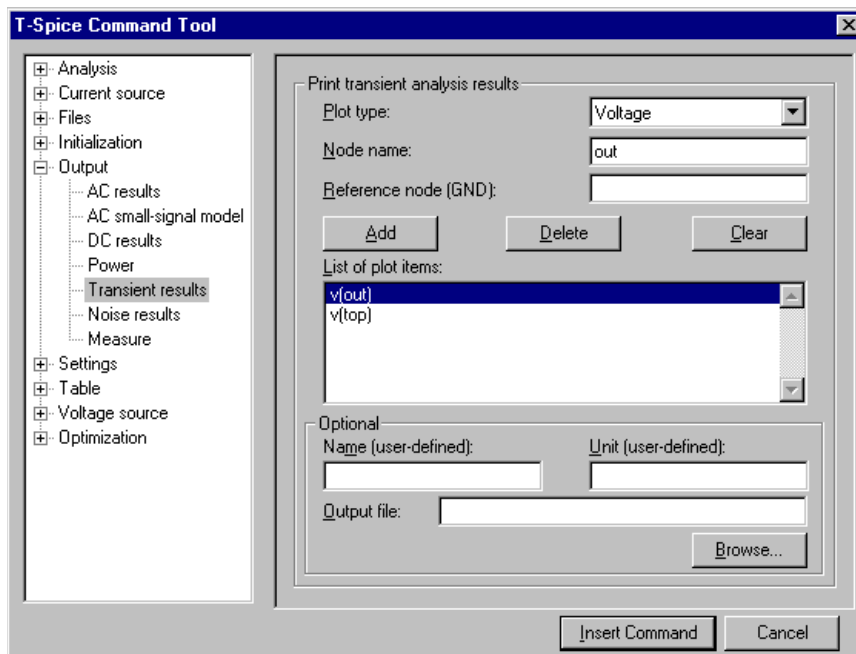 T-Spice Command Tool
Analysis
Current source
Files
Initialization
Output
AC results
AC small-signal model
DC results
Power
Transient results
Noise results
Measure
Settings
Table
Voltage source
Optimization
Print transient analysis results
Plot type: Voltage
Node name: out
Reference node (GND):
Add Delete Clear
List of plot items:
v(out)
v(top)
Optional
Name (user-defined): Unit (user-defined):
Output file:
Browse...
Insert Command Cancel